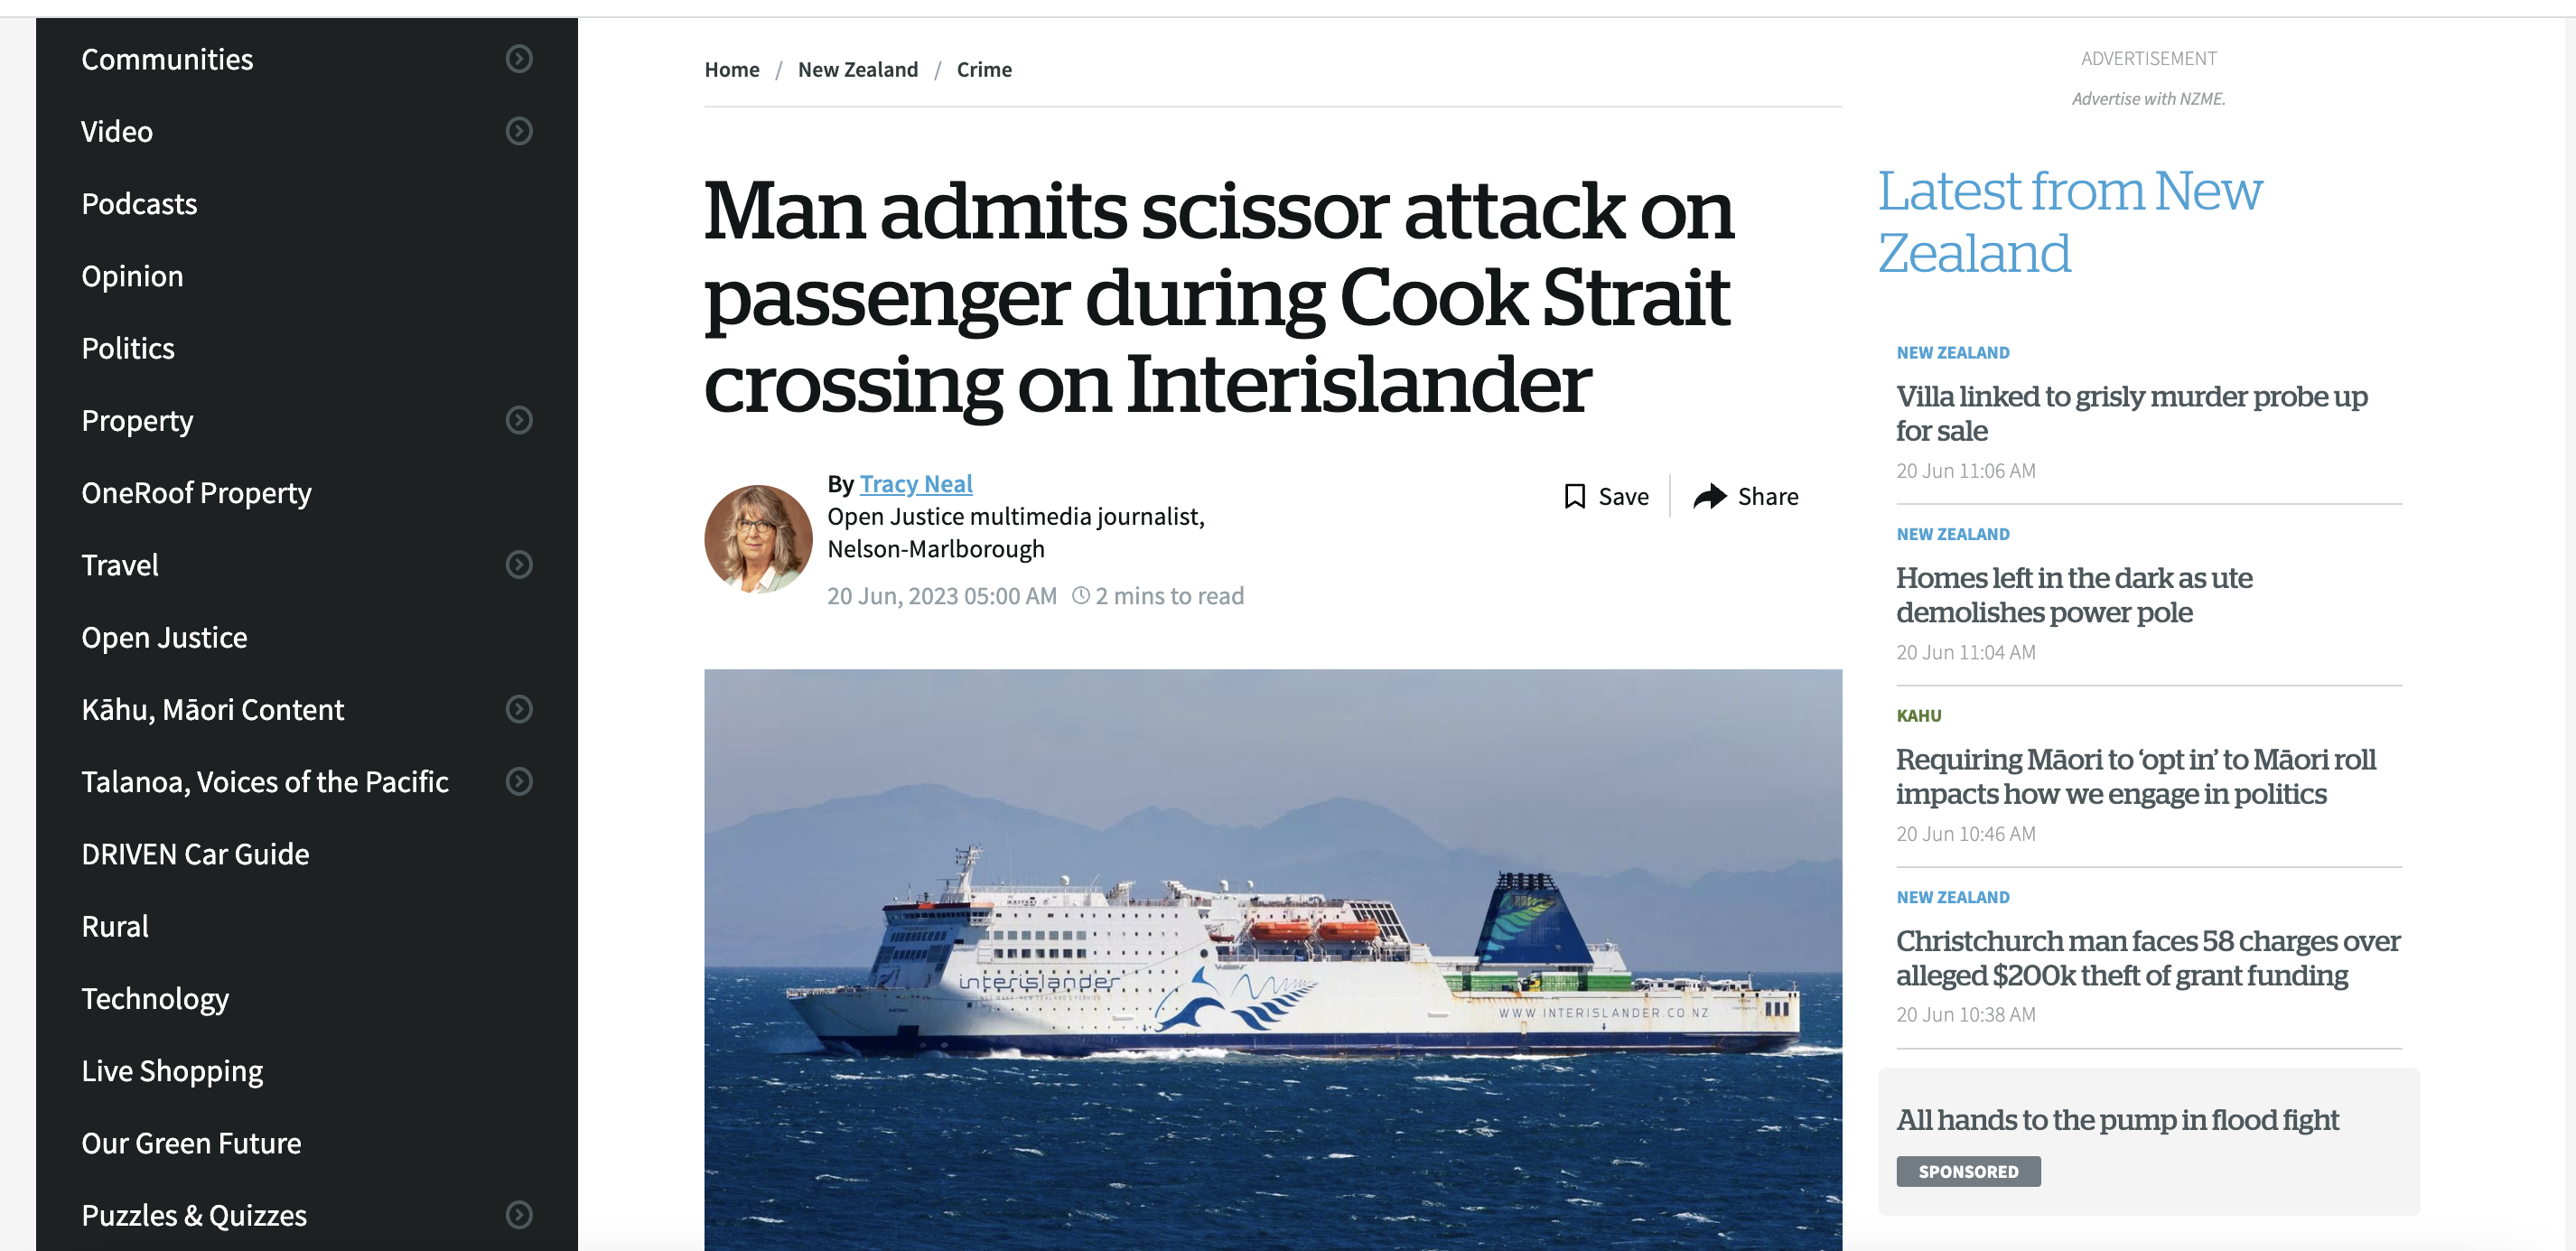 Communities
Video
Podcasts
Opinion
Politics
Property
OneRoof Property
Travel
Open Justice
Kāhu, Māori Content
Talanoa, Voices of the Pacific
DRIVEN Car Guide
Rural
Technology
Live Shopping
Our Green Future
Puzzles & Quizzes
Home / New Zealand / Crime
Man admits scissor attack on
passenger during Cook Strait
crossing on Interislander
By Tracy Neal
Open Justice multimedia journalist,
Nelson-Marlborough
20 Jun, 2023 05:00 AM 2 mins to read
Save
Share
interislander
WWW.INTERISLANDER.CO.NZ
ADVERTISEMENT
Advertise with NZME.
Latest from New
Zealand
NEW ZEALAND
Villa linked to grisly murder probe up
for sale
20 Jun 11:06 AM
NEW ZEALAND
Homes left in the dark as ute
demolishes power pole
20 Jun 11:04 AM
KAHU
Requiring Māori to ‘opt in’ to Māori roll
impacts how we engage in politics
20 Jun 10:46 AM
NEW ZEALAND
Christchurch man faces 58 charges over
alleged $200k theft of grant funding
20 Jun 10:38 AM
All hands to the pump in flood fight
SPONSORED